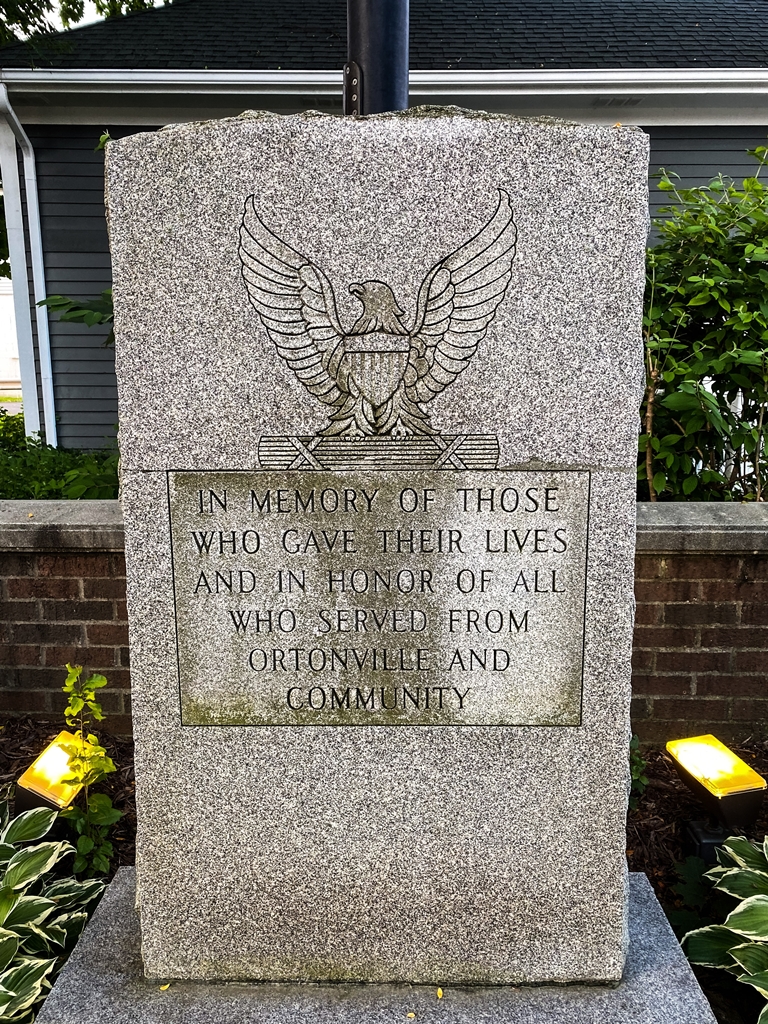 IN MEMORY OF THOSE
WHO GAVE THEIR LIVES
AND IN HONOR OF ALL
WHO SERVED FROM
ORTONVILLE AND
COMMUNITY